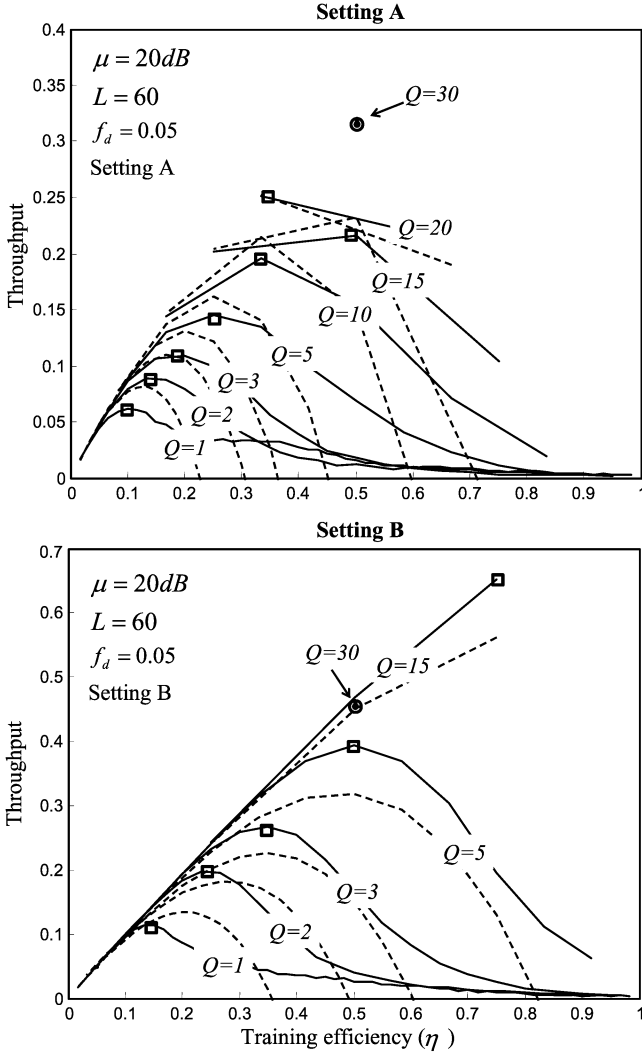 Setting A
0.4
0.35
0.3
0.25
0.2
0.15
0.1
0.05
0
μ = 20dB
L = 60
f_d = 0.05
Setting A
Q=30
Q=20
Q=15
Q=10
Q=5
Q=3
Q=2
Q=1
Throughput
0 0.1 0.2 0.3 0.4 0.5 0.6 0.7 0.8 0.9 1
Setting B
0.7
0.6
0.5
0.4
0.3
0.2
0.1
0
μ = 20dB
L = 60
f_d = 0.05
Setting B
Q=30
Q=15
Q=5
Q=3
Q=2
Q=1
Throughput
0 0.1 0.2 0.3 0.4 0.5 0.6 0.7 0.8 0.9 1
Training efficiency (η )